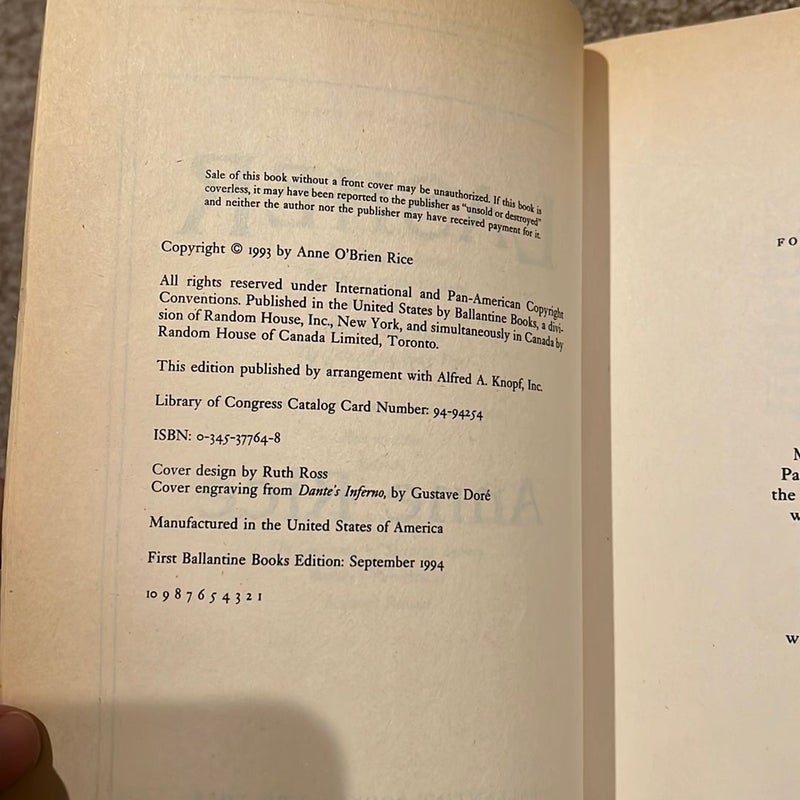 Sale of this book without a front cover may be unauthorized. If this book is
coverless, it may have been reported to the publisher as "unsold or destroyed"
and neither the author nor the publisher may have received payment for it.
Copyright © 1993 by Anne O'Brien Rice
All rights reserved under International and Pan-American Copyright
Conventions. Published in the United States by Ballantine Books, a divi-
sion of Random House, Inc., New York, and simultaneously in Canada by
Random House of Canada Limited, Toronto.
This edition published by arrangement with Alfred A. Knopf, Inc.
Library of Congress Catalog Card Number: 94-94254
ISBN: 0-345-37764-8
Cover design by Ruth Ross
Cover engraving from Dante's Inferno, by Gustave Doré
Manufactured in the United States of America
First Ballantine Books Edition: September 1994
10 9 8 7 6 5 4 3 2 1
the